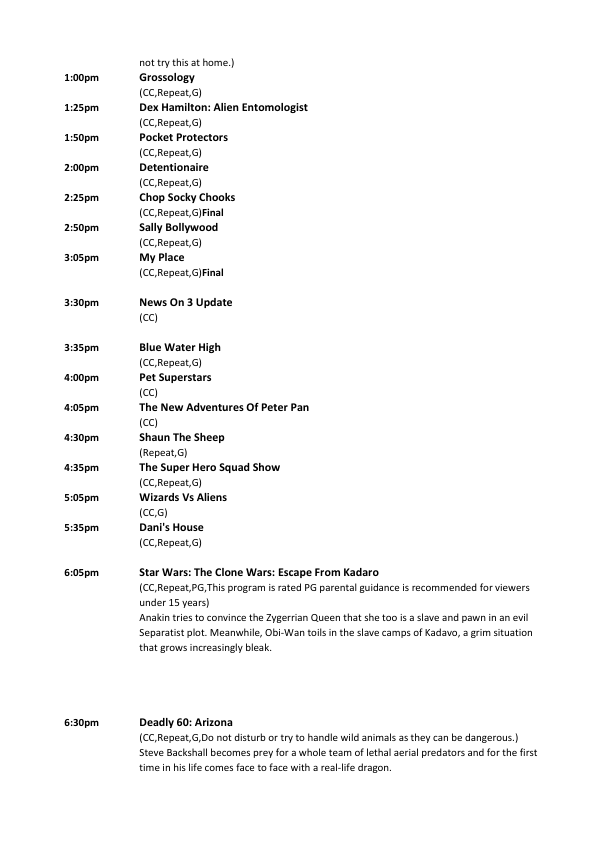 not try this at home.)
1:00pm Grossology
(CC,Repeat,G)
1:25pm Dex Hamilton: Alien Entomologist
(CC,Repeat,G)
1:50pm Pocket Protectors
(CC,Repeat,G)
2:00pm Detentionaire
(CC,Repeat,G)
2:25pm Chop Socky Chooks
(CC,Repeat,G)Final
2:50pm Sally Bollywood
(CC,Repeat,G)
3:05pm My Place
(CC,Repeat,G)Final
3:30pm News On 3 Update
(CC)
3:35pm Blue Water High
(CC,Repeat,G)
4:00pm Pet Superstars
(CC)
4:05pm The New Adventures Of Peter Pan
(CC)
4:30pm Shaun The Sheep
(Repeat,G)
4:35pm The Super Hero Squad Show
(CC,Repeat,G)
5:05pm Wizards Vs Aliens
(CC,G)
5:35pm Dani's House
(CC,Repeat,G)
6:05pm Star Wars: The Clone Wars: Escape From Kadaro
(CC,Repeat,PG,This program is rated PG parental guidance is recommended for viewers
under 15 years)
Anakin tries to convince the Zygerrian Queen that she too is a slave and pawn in an evil
Separatist plot. Meanwhile, Obi-Wan toils in the slave camps of Kadavo, a grim situation
that grows increasingly bleak.
6:30pm Deadly 60: Arizona
(CC,Repeat,G,Do not disturb or try to handle wild animals as they can be dangerous.)
Steve Backshall becomes prey for a whole team of lethal aerial predators and for the first
time in his life comes face to face with a real-life dragon.